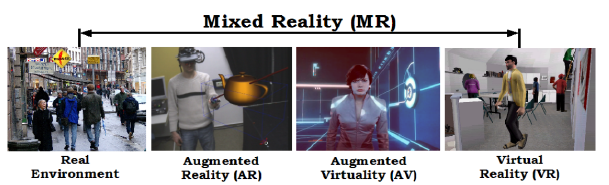 Mixed Reality (MR)
Real
Environment
Augmented
Reality (AR)
Augmented
Virtuality (AV)
Virtual
Reality (VR)